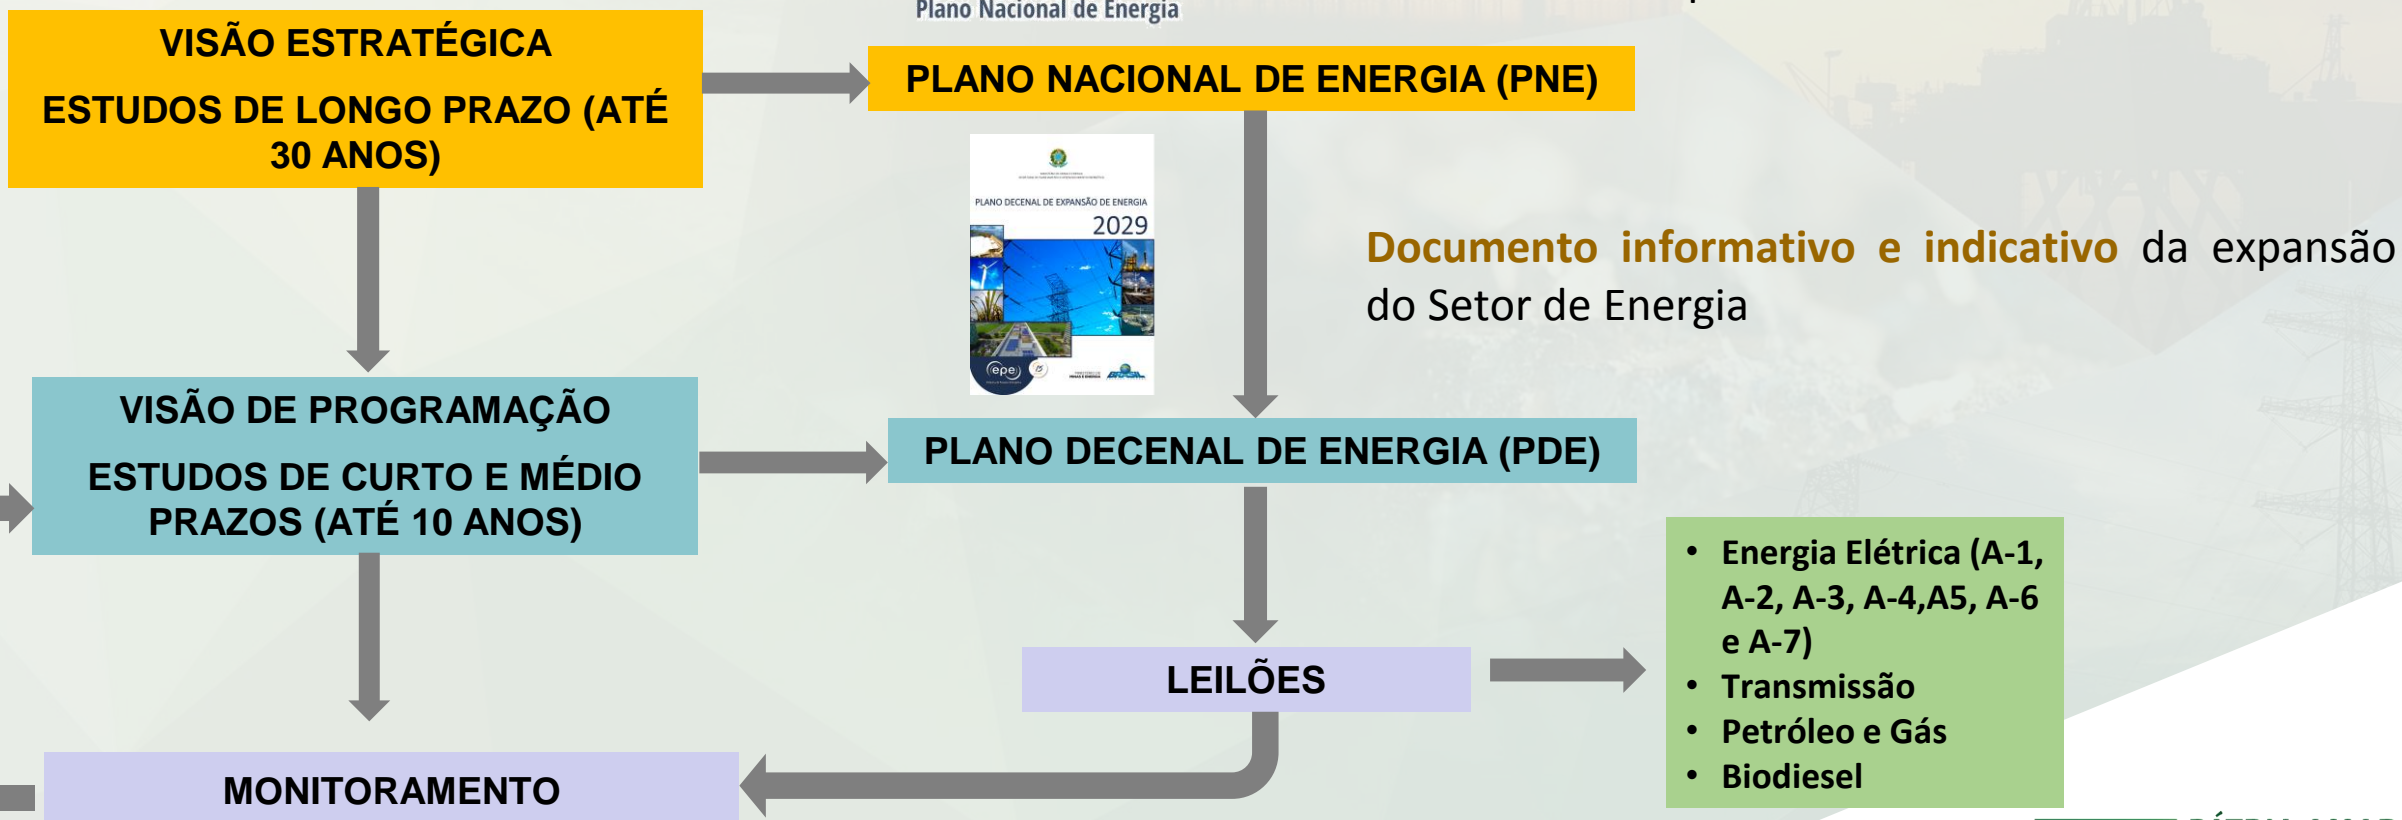 Plano Nacional de Energia
VISÃO ESTRATÉGICA
ESTUDOS DE LONGO PRAZO (ATÉ
30 ANOS)
PLANO NACIONAL DE ENERGIA (PNE)
PLANO DECENAL DE EXPANSÃO DE ENERGIA
2029
epe
Documento informativo e indicativo da expansão
do Setor de Energia
VISÃO DE PROGRAMAÇÃO
ESTUDOS DE CURTO E MÉDIO
PRAZOS (ATÉ 10 ANOS)
PLANO DECENAL DE ENERGIA (PDE)
LEILÕES
• Energia Elétrica (A-1,
A-2, A-3, A-4,A5, A-6
e A-7)
• Transmissão
• Petróleo e Gás
• Biodiesel
MONITORAMENTO